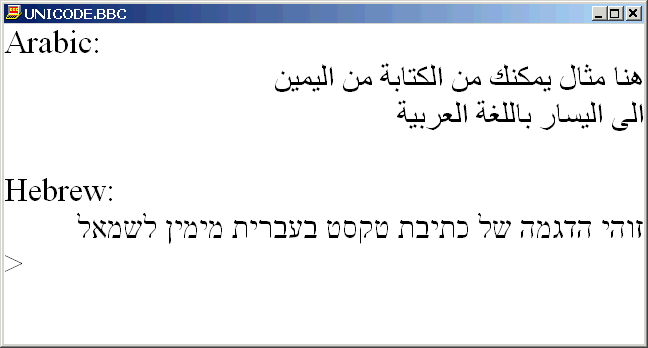 UNICODE.BBC
Arabic:
هنا مثال يمكنك من الكتابة من اليمين
الى اليسار باللغة العربية
Hebrew:
זוהי הדגמה של כתיבת טקסט בעברית מימין לשמאל
>